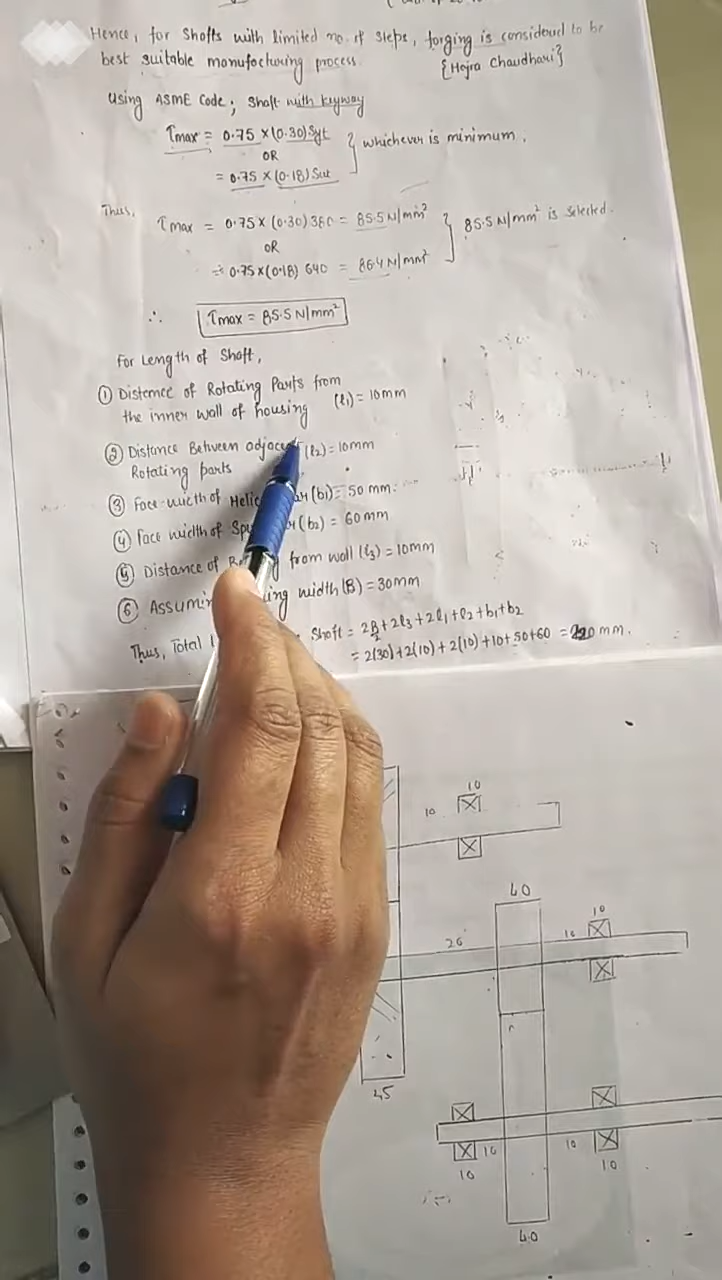 Hence, for shafts with limited no. of steps, forging is considered to be
best suitable manufacturing process. {Hajra Chaudhari}
Using ASME Code; Shaft with keyway
τmax = 0.75 × (0.30) Syt
OR
= 0.75 × (0.18) Sut
} whichever is minimum.
Thus,
τmax = 0.75 × (0.30) 380 = 85.5 N/mm²
OR
= 0.75 × (0.18) 640 = 86.4 N/mm²
} 85.5 N/mm² is selected.
∴ τmax = 85.5 N/mm²
For Length of Shaft,
① Distance of Rotating Parts from
the inner wall of housing (l1) = 10mm
② Distance Between adjacent (l2) = 10mm
Rotating parts
③ Face width of (b1) = 50 mm.
④ Face width of (b2) = 60 mm
⑤ Distance of from wall (l3) = 10mm
⑥ width (B) = 30mm
Thus, Total Shaft = 2B/2 + 2l3 + 2l1 + l2 + b1 + b2
= 2(30) + 2(10) + 2(10) + 10 + 50 + 60 = mm.
10
10
40
20
10
10
45
10
10
10
10
40